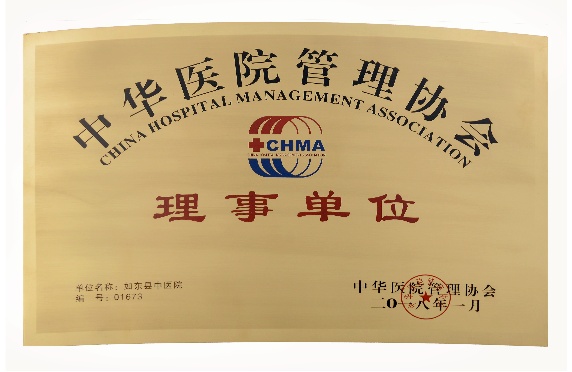 中华医院管理协会
CHINA HOSPITAL MANAGEMENT ASSOCIATION
CHMA
理事单位
单位名称：如东县中医院
编 号：01673
中华医院管理协会
二0一八年一月